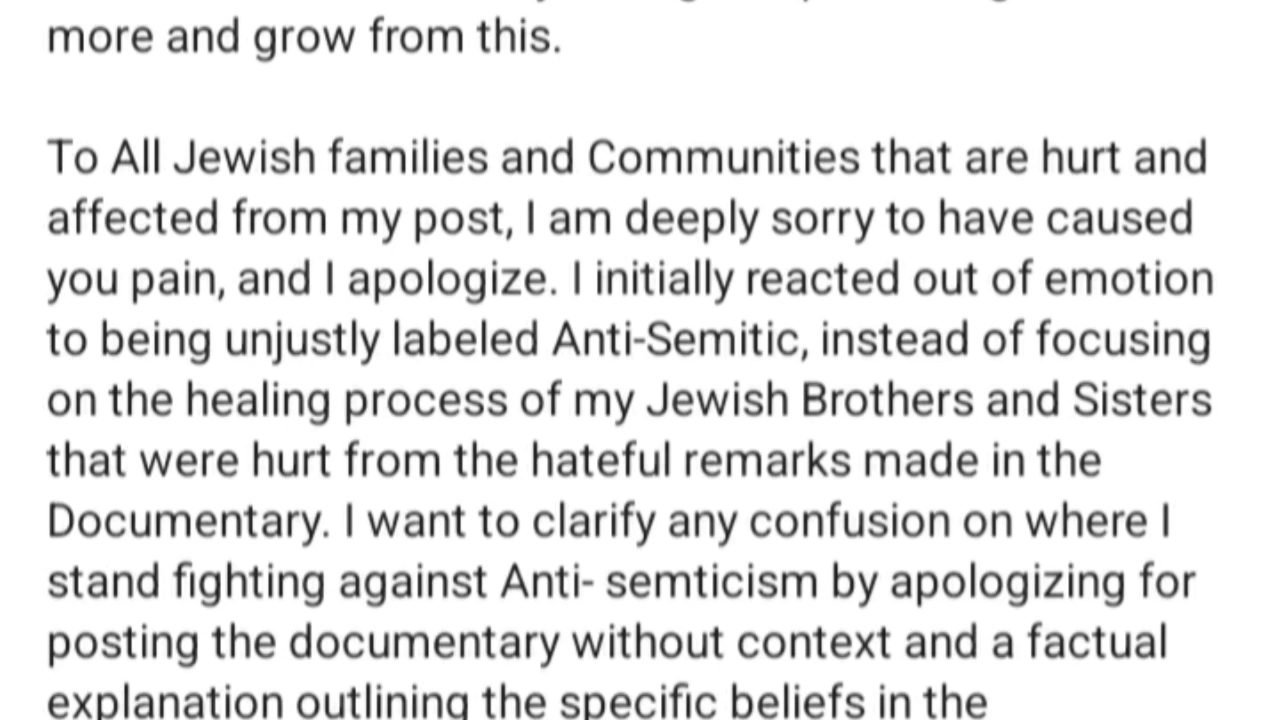 more and grow from this.
To All Jewish families and Communities that are hurt and
affected from my post, I am deeply sorry to have caused
you pain, and I apologize. I initially reacted out of emotion
to being unjustly labeled Anti-Semitic, instead of focusing
on the healing process of my Jewish Brothers and Sisters
that were hurt from the hateful remarks made in the
Documentary. I want to clarify any confusion on where I
stand fighting against Anti- semticism by apologizing for
posting the documentary without context and a factual
explanation outlining the specific beliefs in the